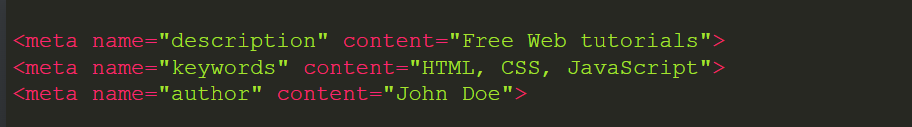 <meta name="description" content="Free Web tutorials">
<meta name="keywords" content="HTML, CSS, JavaScript">
<meta name="author" content="John Doe">